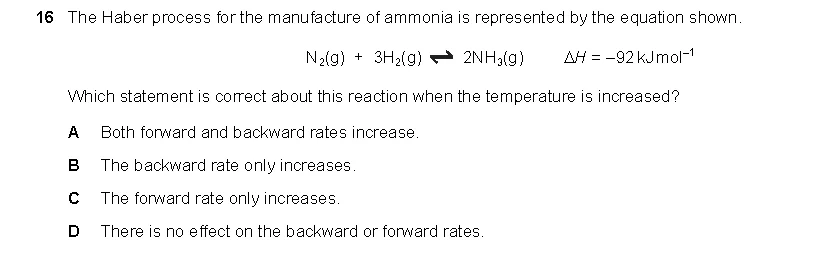 16 The Haber process for the manufacture of ammonia is represented by the equation shown.
N₂(g) + 3H₂(g) ⇌ 2NH₃(g) ΔH = –92 kJ mol⁻¹
Which statement is correct about this reaction when the temperature is increased?
A Both forward and backward rates increase.
B The backward rate only increases.
C The forward rate only increases.
D There is no effect on the backward or forward rates.